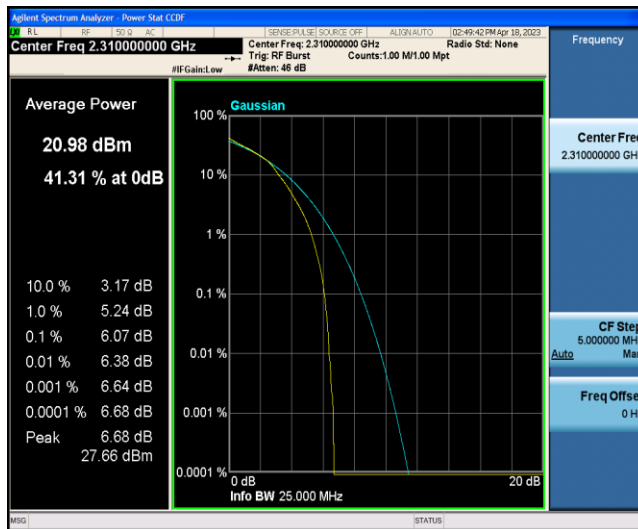 Agilent Spectrum Analyzer - Power Stat CCDF
RL RF 50 Ω AC SENSE:PULSE SOURCE OFF ALIGN AUTO 02:49:42 PM Apr 18, 2023
Center Freq 2.310000000 GHz
Center Freq: 2.310000000 GHz Radio Std: None
Trig: RF Burst Counts:1.00 M/1.00 Mpt
#IFGain:Low #Atten: 46 dB
Frequency
Average Power
20.98 dBm
41.31 % at 0dB
10.0 % 3.17 dB
1.0 % 5.24 dB
0.1 % 6.07 dB
0.01 % 6.38 dB
0.001 % 6.64 dB
0.0001 % 6.68 dB
Peak 6.68 dB
27.66 dBm
Gaussian
100 %
10 %
1 %
0.1 %
0.01 %
0.001 %
0.0001 %
0 dB 20 dB
Info BW 25.000 MHz
Center Freq
2.310000000 GH
CF Step
5.000000 MH
Auto Ma
Freq Offse
0 H
MSG STATUS